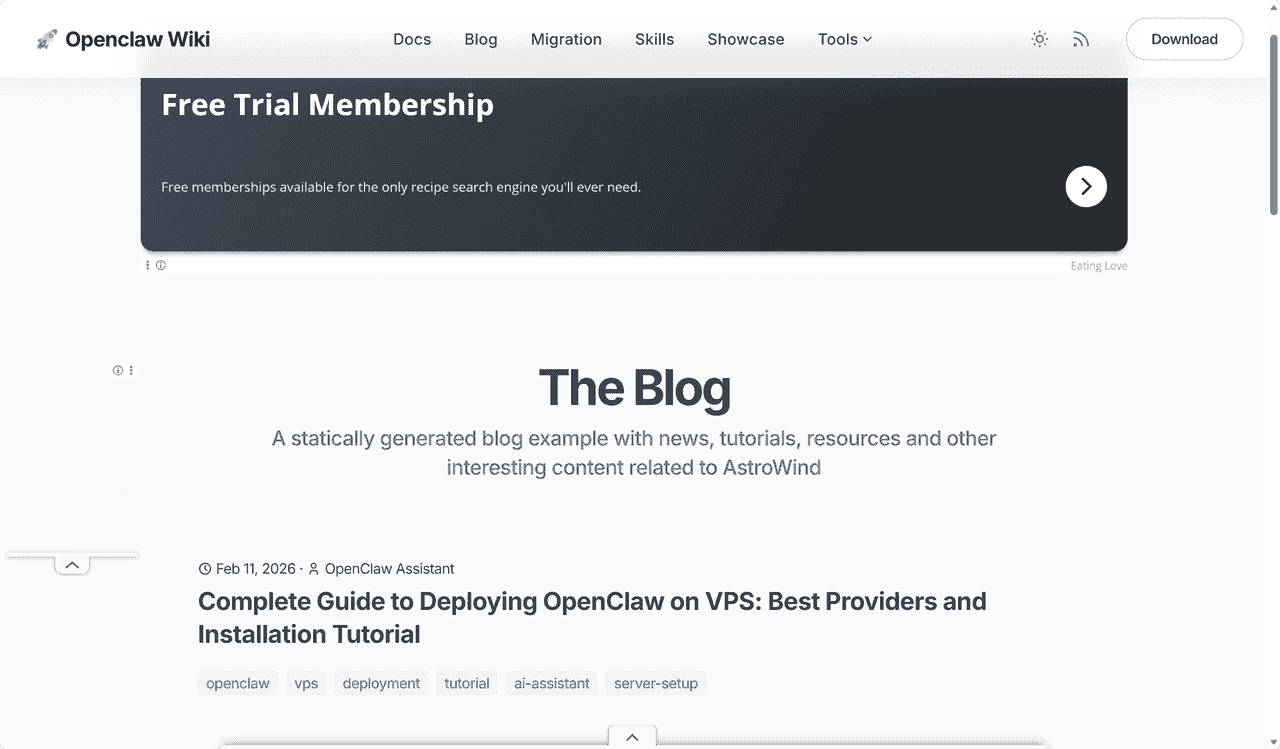 🚀 Openclaw Wiki
Docs Blog Migration Skills Showcase Tools
Download
Free Trial Membership
Free memberships available for the only recipe search engine you'll ever need.
Eating Love
The Blog
A statically generated blog example with news, tutorials, resources and other
interesting content related to AstroWind
Feb 11, 2026 · OpenClaw Assistant
Complete Guide to Deploying OpenClaw on VPS: Best Providers and
Installation Tutorial
openclaw vps deployment tutorial ai-assistant server-setup